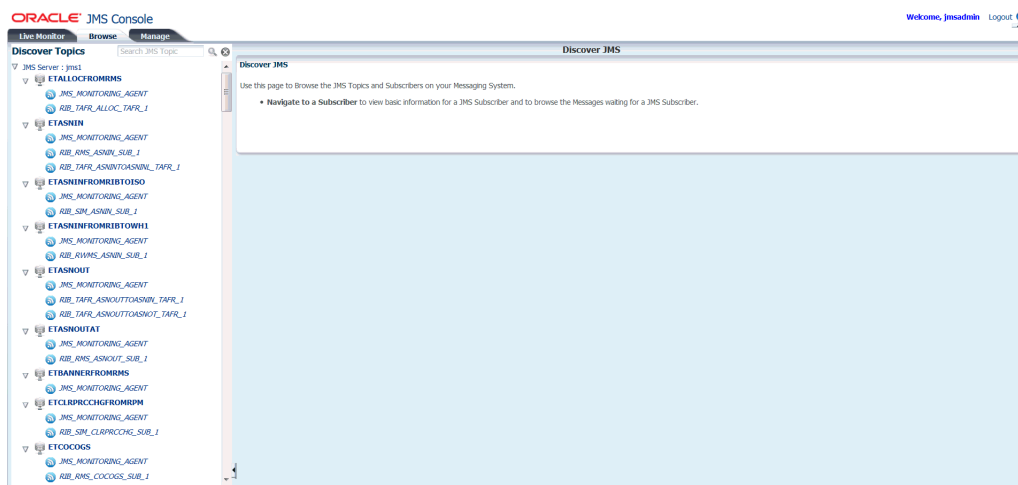 ORACLE® JMS Console
Welcome, jmsadmin Logout
Live Monitor Browse Manage
Discover Topics Search JMS Topic
JMS Server : jms1
ETALLOCFROMRMS
JMS_MONITORING_AGENT
RIB_TAFR_ALLOC_TAFR_1
ETASNIN
JMS_MONITORING_AGENT
RIB_RMS_ASNIN_SUB_1
RIB_TAFR_ASNINTOASNINL_TAFR_1
ETASNINFROMRIBTOISO
JMS_MONITORING_AGENT
RIB_SIM_ASNIN_SUB_1
ETASNINFROMRIBTOWH1
JMS_MONITORING_AGENT
RIB_RWMS_ASNIN_SUB_1
ETASNOUT
JMS_MONITORING_AGENT
RIB_TAFR_ASNOUTTOASNIN_TAFR_1
RIB_TAFR_ASNOUTTOASNOT_TAFR_1
ETASNOUTAT
JMS_MONITORING_AGENT
RIB_RMS_ASNOUT_SUB_1
ETBANNERFROMRMS
JMS_MONITORING_AGENT
ETCLRPRCCHGFROMRPM
JMS_MONITORING_AGENT
RIB_SIM_CLRPRCCHG_SUB_1
ETCOCOGS
JMS_MONITORING_AGENT
RIB_RMS_COCOGS_SUB_1
Discover JMS
Discover JMS
Use this page to Browse the JMS Topics and Subscribers on your Messaging System.
• Navigate to a Subscriber to view basic information for a JMS Subscriber and to browse the Messages waiting for a JMS Subscriber.